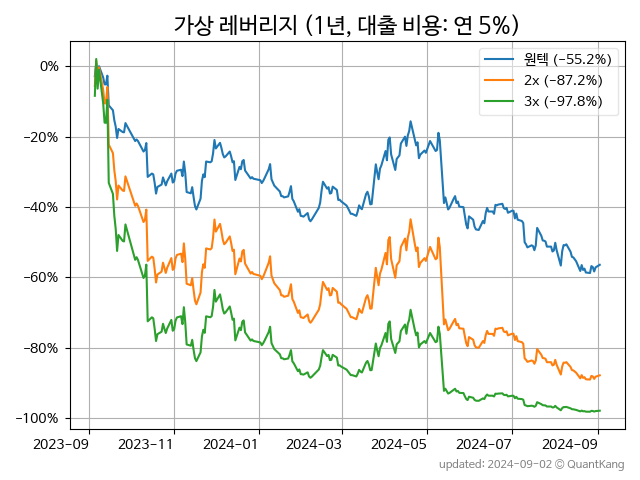 가상 레버리지 (1년, 대출 비용: 연 5%)
원텍 (-55.2%)
2x (-87.2%)
3x (-97.8%)
0%
−20%
−40%
−60%
−80%
−100%
2023-09
2023-11
2024-01
2024-03
2024-05
2024-07
2024-09
updated: 2024-09-02 © QuantKang